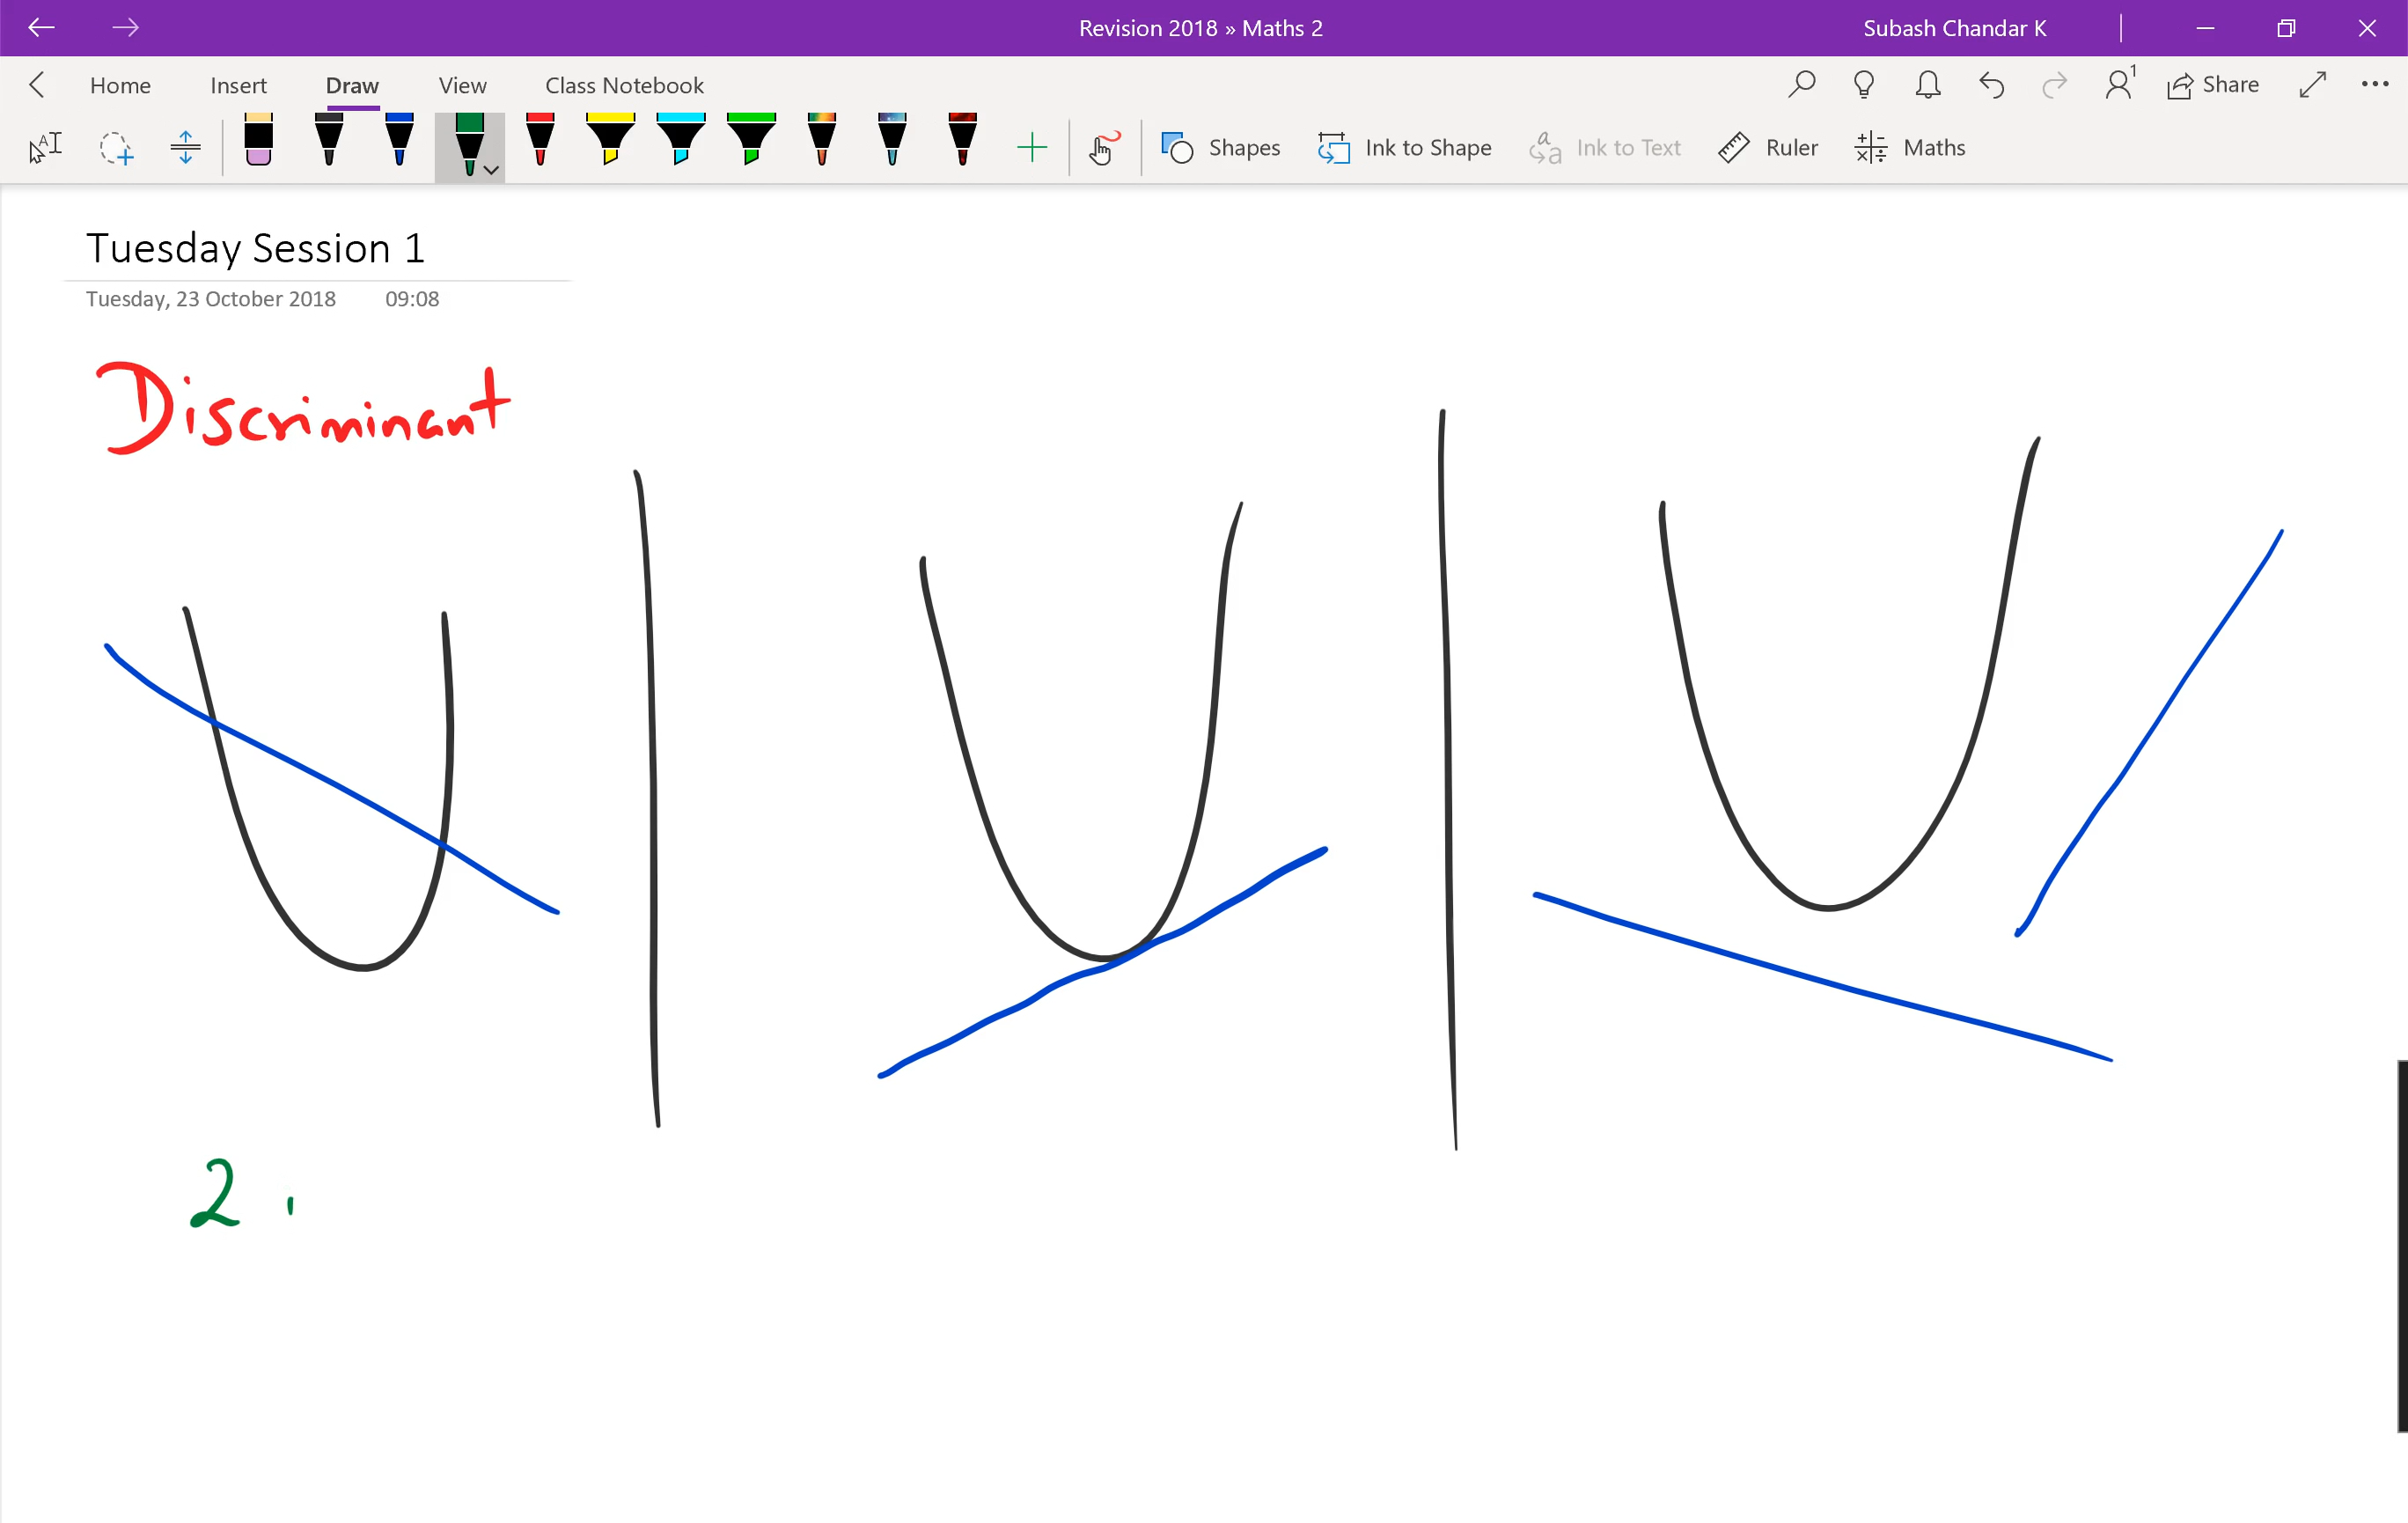 Revision 2018 » Maths 2 Subash Chandar K
Home Insert Draw View Class Notebook Share
Shapes Ink to Shape Ink to Text Ruler Maths
Tuesday Session 1
Tuesday, 23 October 2018 09:08
Discriminant
2